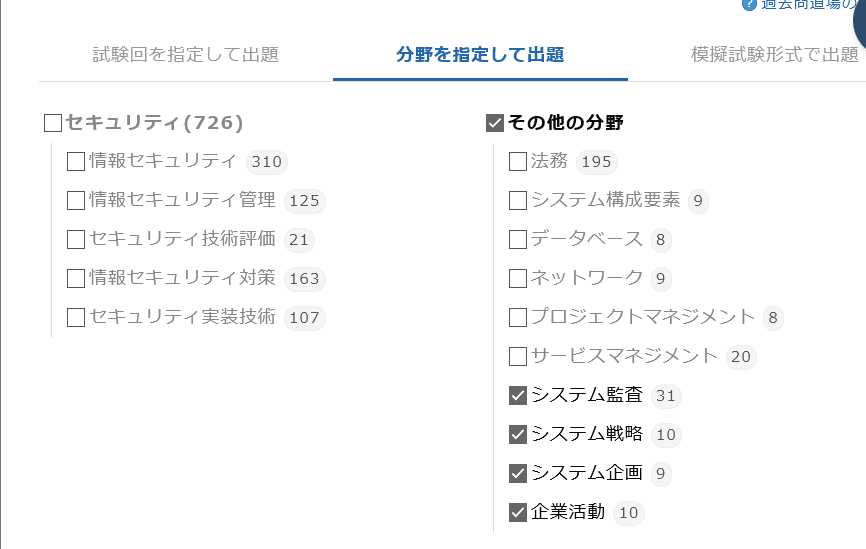 ? 過去問道場の
試験回を指定して出題
分野を指定して出題
模擬試験形式で出題
セキュリティ(726)
情報セキュリティ 310
情報セキュリティ管理 125
セキュリティ技術評価 21
情報セキュリティ対策 163
セキュリティ実装技術 107
その他の分野
法務 195
システム構成要素 9
データベース 8
ネットワーク 9
プロジェクトマネジメント 8
サービスマネジメント 20
システム監査 31
システム戦略 10
システム企画 9
企業活動 10